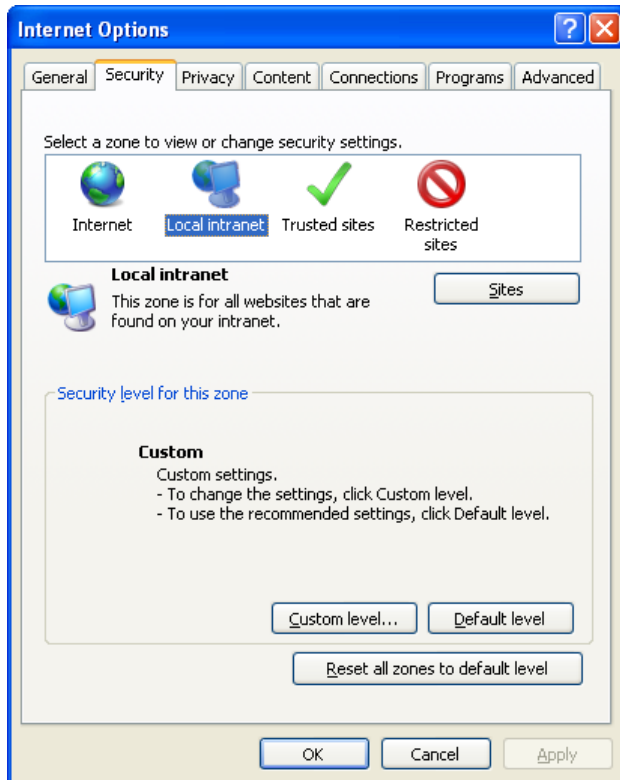 Internet Options
General Security Privacy Content Connections Programs Advanced
Select a zone to view or change security settings.
Internet Local intranet Trusted sites Restricted
sites
Local intranet
This zone is for all websites that are
found on your intranet.
Sites
Security level for this zone
Custom
Custom settings.
- To change the settings, click Custom level.
- To use the recommended settings, click Default level.
Custom level... Default level
Reset all zones to default level
OK Cancel Apply